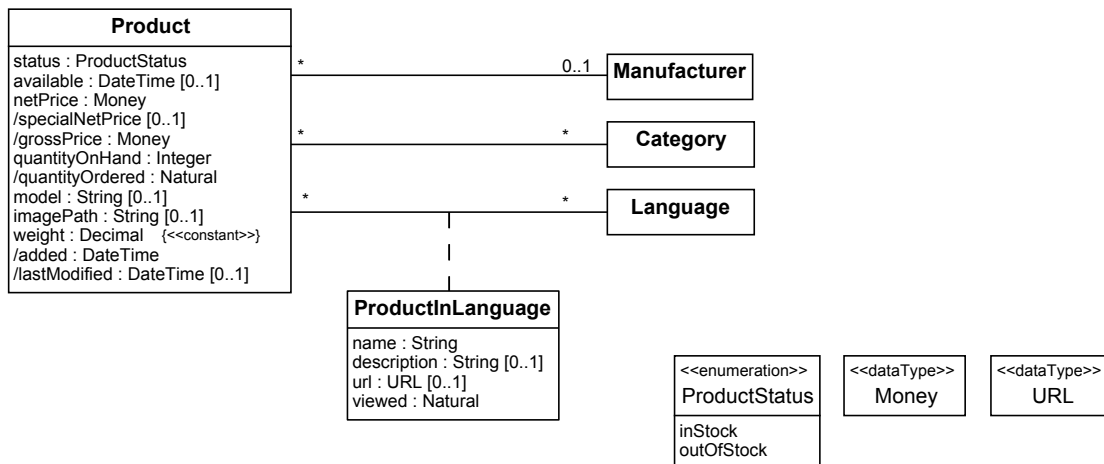 Product
status : ProductStatus
available : DateTime [0..1]
netPrice : Money
/specialNetPrice [0..1]
/grossPrice : Money
quantityOnHand : Integer
/quantityOrdered : Natural
model : String [0..1]
imagePath : String [0..1]
weight : Decimal {<<constant>>}
/added : DateTime
/lastModified : DateTime [0..1]
* 0..1
Manufacturer
* *
Category
* *
Language
ProductInLanguage
name : String
description : String [0..1]
url : URL [0..1]
viewed : Natural
<<enumeration>>
ProductStatus
inStock
outOfStock
<<dataType>>
Money
<<dataType>>
URL